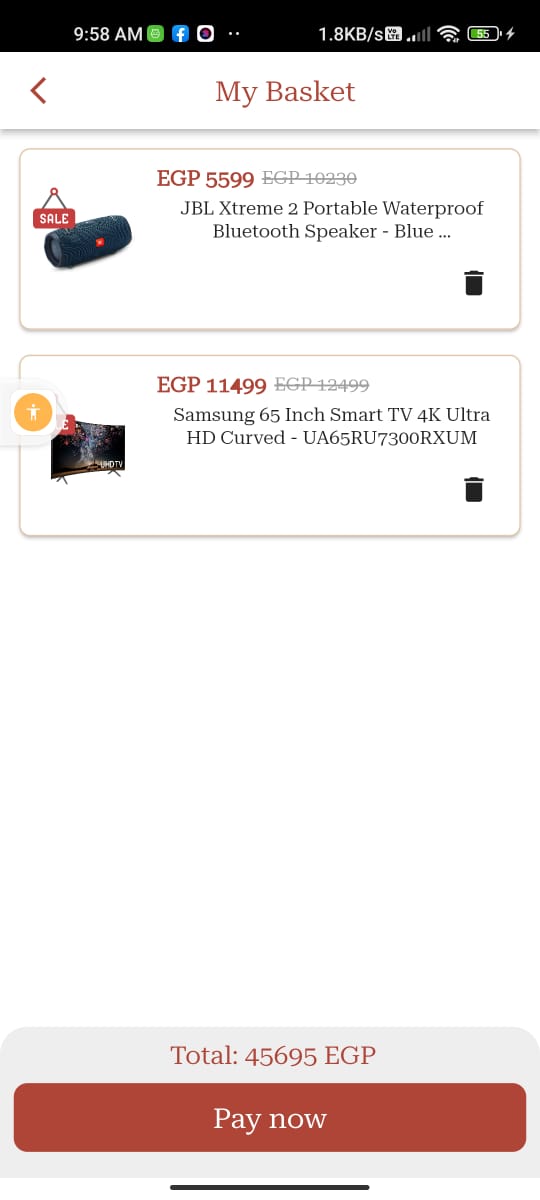 9:58 AM
1.8KB/s
55
My Basket
EGP 5599 EGP 10230
SALE
JBL Xtreme 2 Portable Waterproof
Bluetooth Speaker - Blue ...
EGP 11499 EGP 12499
Samsung 65 Inch Smart TV 4K Ultra
HD Curved - UA65RU7300RXUM
UHDTV
Total: 45695 EGP
Pay now